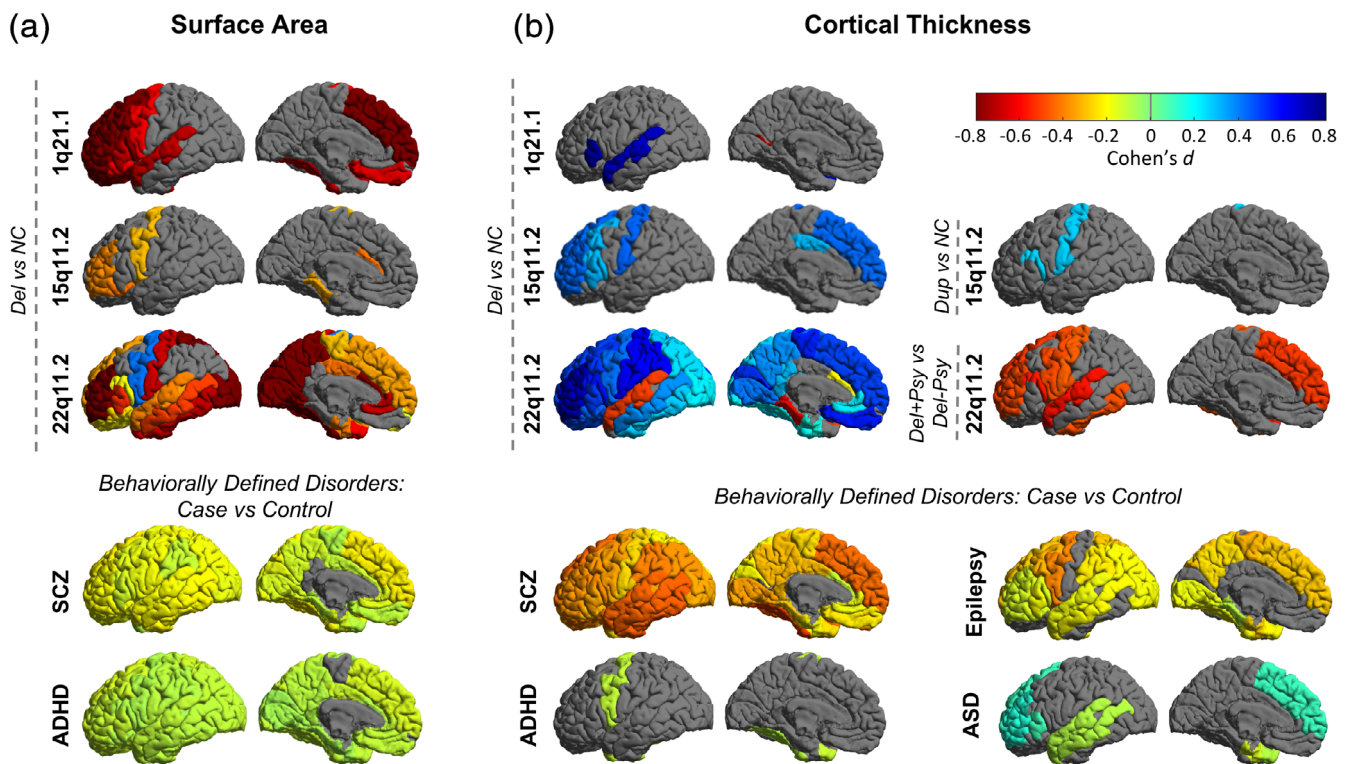 (a)
Surface Area
(b)
Cortical Thickness
Del vs NC
1q21.1
15q11.2
22q11.2
Del vs NC
1q21.1
15q11.2
22q11.2
-0.8 -0.6 -0.4 -0.2 0 0.2 0.4 0.6 0.8
Cohen's d
Dup vs NC
15q11.2
Del+Psy vs
Del-Psy
22q11.2
Behaviorally Defined Disorders:
Case vs Control
SCZ
ADHD
Behaviorally Defined Disorders: Case vs Control
SCZ
ADHD
Epilepsy
ASD